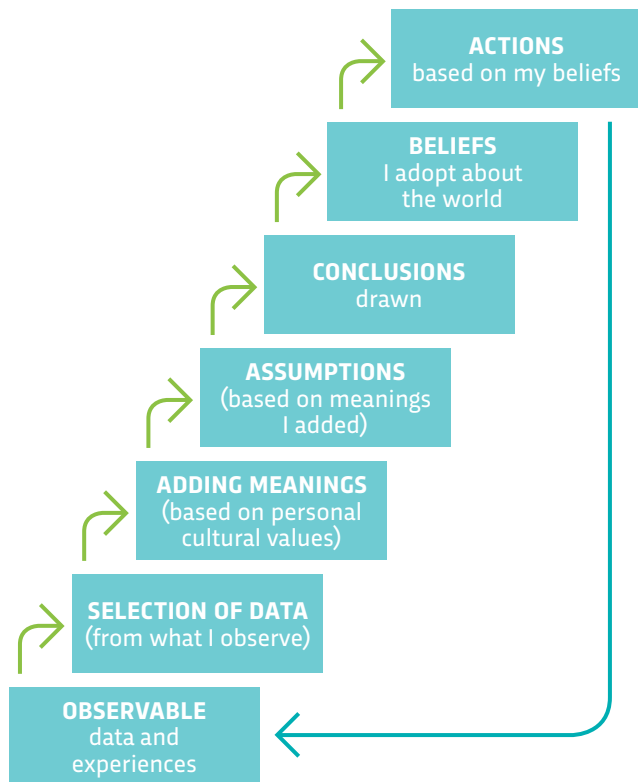 ACTIONS
based on my beliefs
BELIEFS
I adopt about
the world
CONCLUSIONS
drawn
ASSUMPTIONS
(based on meanings
I added)
ADDING MEANINGS
(based on personal
cultural values)
SELECTION OF DATA
(from what I observe)
OBSERVABLE
data and
experiences